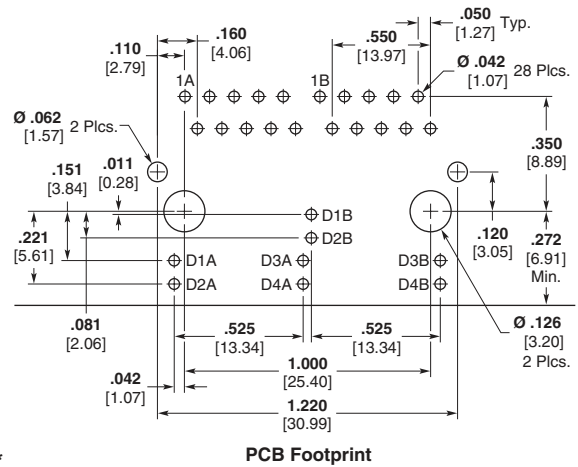 .050
[1.27] Typ.
.160
[4.06]
.110
[2.79]
.550
[13.97]
1A
1B
Ø .042
[1.07] 28 Plcs.
Ø .062
[1.57] 2 Plcs.
.011
[0.28]
.151
[3.84]
.350
[8.89]
D1B
D2B
.221
[5.61]
.120
[3.05]
.272
[6.91]
Min.
D1A
D3A
D3B
D2A
D4A
D4B
.081
[2.06]
.525
[13.34]
.525
[13.34]
Ø .126
[3.20]
2 Plcs.
1.000
[25.40]
.042
[1.07]
1.220
[30.99]
PCB Footprint